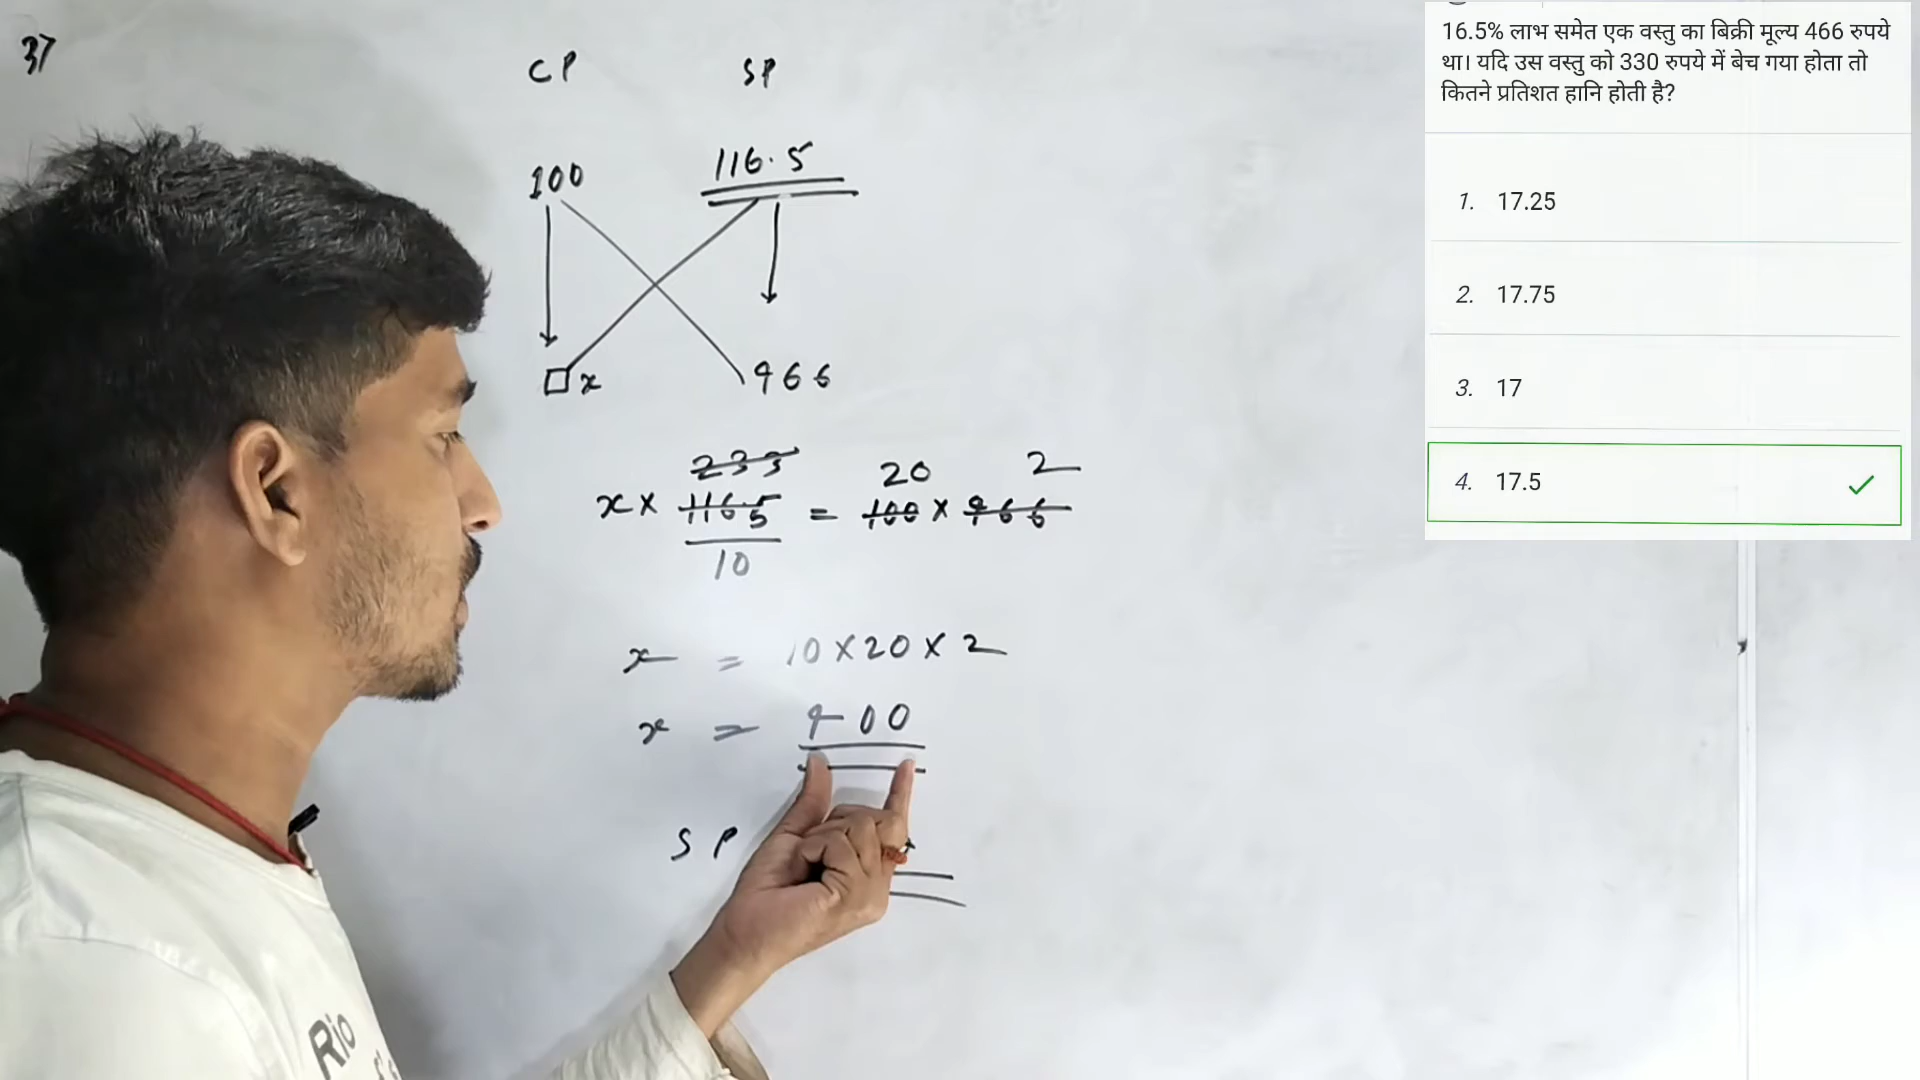 37
CP SP
100 116.5
x 466
233 20 2
x × 1165 = 100 × 466
10
x = 10 × 20 × 2
x = 400
SP
Rio
16.5% लाभ समेत एक वस्तु का बिक्री मूल्य 466 रुपये
था। यदि उस वस्तु को 330 रुपये में बेच गया होता तो
कितने प्रतिशत हानि होती है?
1. 17.25
2. 17.75
3. 17
4. 17.5